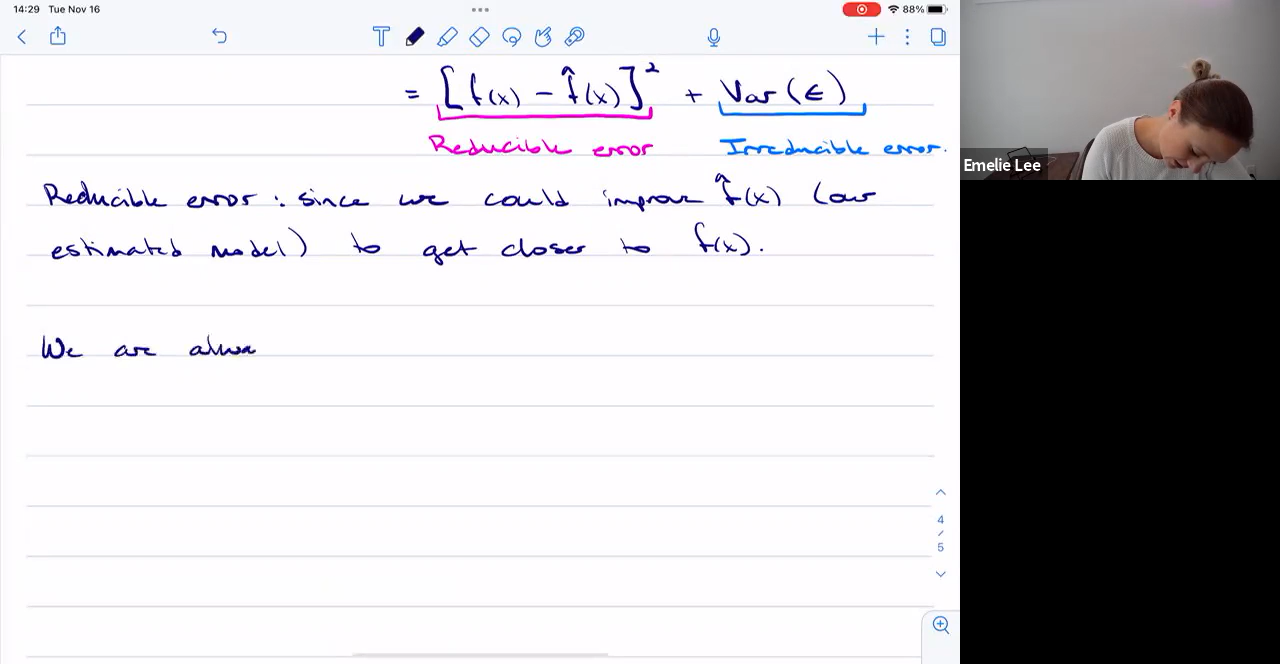 14:29 Tue Nov 16
88%
T
= [f(x) - f̂(x)]² + Var(ε)
Reducible error Irreducible error.
Emelie Lee
Reducible error : since we could improve f̂(x) (our
estimated model) to get closer to f(x).
We are alwa
4
/
5